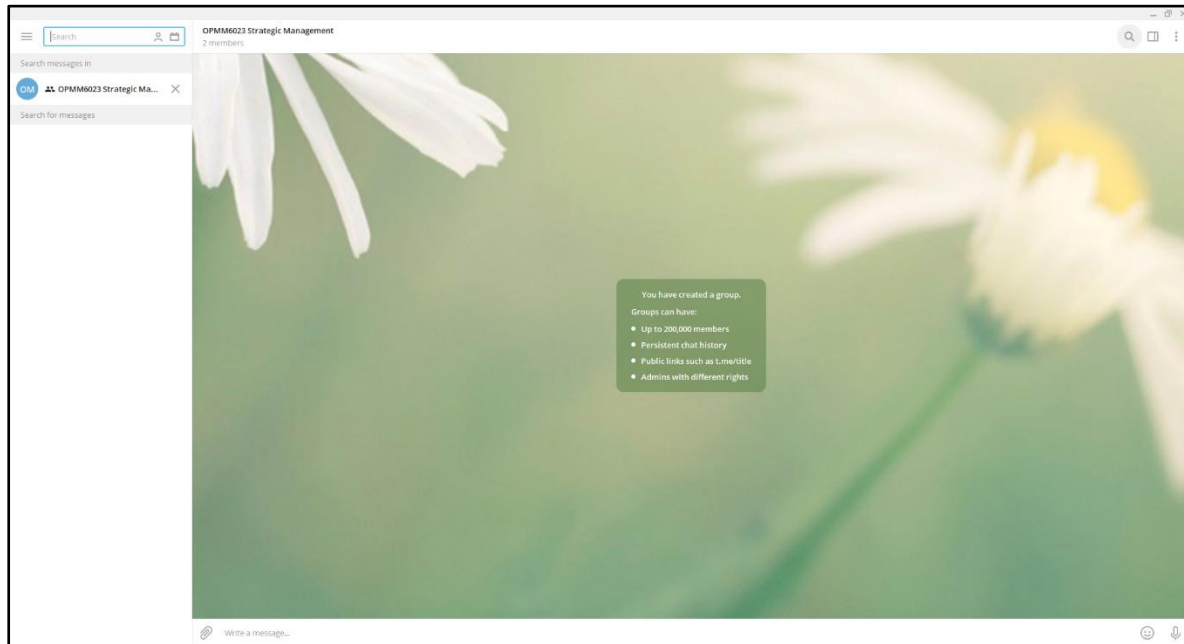 Search
OPMM6023 Strategic Management
2 members
Search messages in
OM
OPMM6023 Strategic Ma...
Search for messages
You have created a group.
Groups can have:
Up to 200,000 members
Persistent chat history
Public links such as t.me/title
Admins with different rights
Write a message...